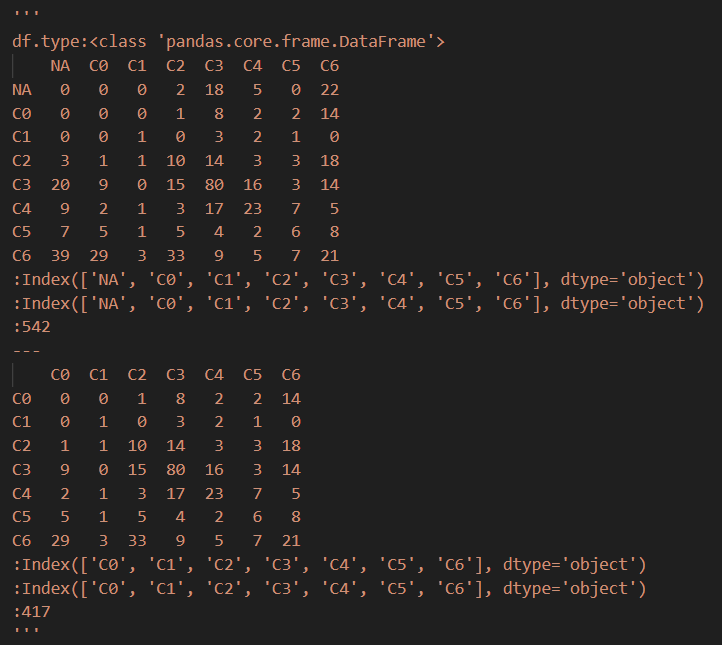 '''
df.type:<class 'pandas.core.frame.DataFrame'>
    NA  C0  C1  C2  C3  C4  C5  C6
NA   0   0   0   2  18   5   0  22
C0   0   0   0   1   8   2   2  14
C1   0   0   1   0   3   2   1   0
C2   3   1   1  10  14   3   3  18
C3  20   9   0  15  80  16   3  14
C4   9   2   1   3  17  23   7   5
C5   7   5   1   5   4   2   6   8
C6  39  29   3  33   9   5   7  21
:Index(['NA', 'C0', 'C1', 'C2', 'C3', 'C4', 'C5', 'C6'], dtype='object')
:Index(['NA', 'C0', 'C1', 'C2', 'C3', 'C4', 'C5', 'C6'], dtype='object')
:542
---
    C0  C1  C2  C3  C4  C5  C6
C0   0   0   1   8   2   2  14
C1   0   1   0   3   2   1   0
C2   1   1  10  14   3   3  18
C3   9   0  15  80  16   3  14
C4   2   1   3  17  23   7   5
C5   5   1   5   4   2   6   8
C6  29   3  33   9   5   7  21
:Index(['C0', 'C1', 'C2', 'C3', 'C4', 'C5', 'C6'], dtype='object')
:Index(['C0', 'C1', 'C2', 'C3', 'C4', 'C5', 'C6'], dtype='object')
:417
'''